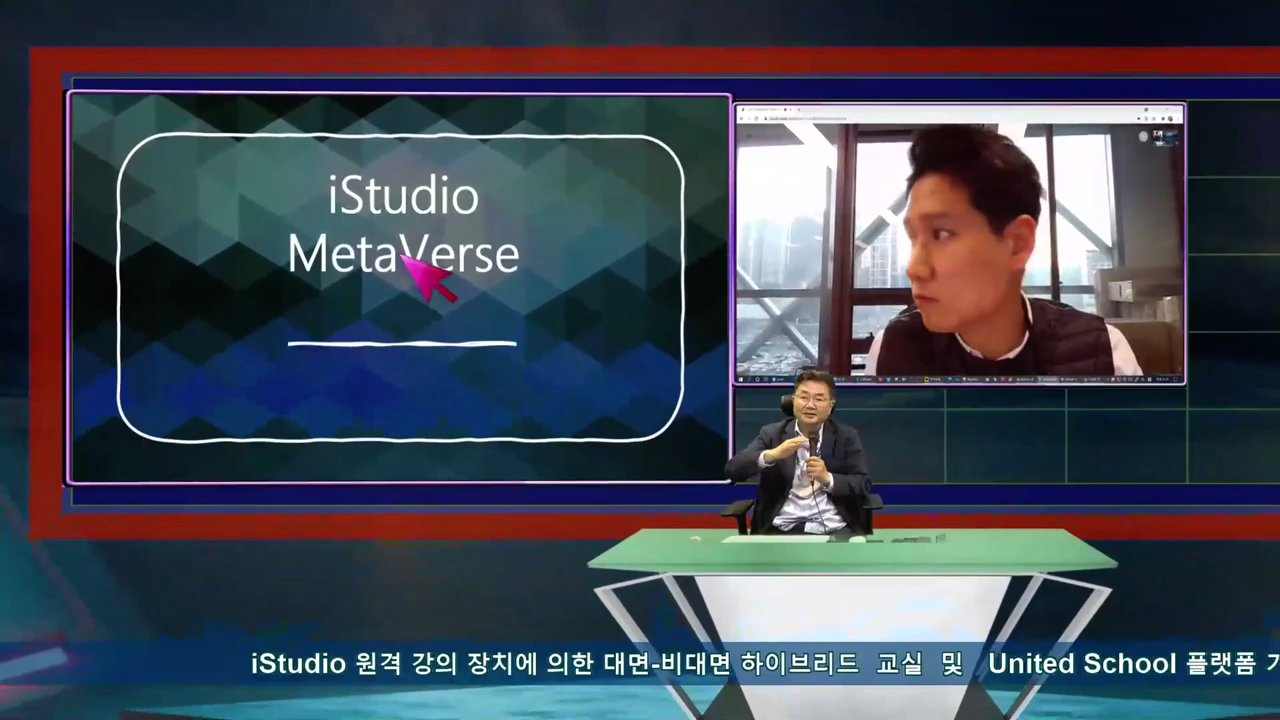 iStudio
MetaVerse
iStudio 원격 강의 장치에 의한 대면-비대면 하이브리드 교실 및 United School 플랫폼